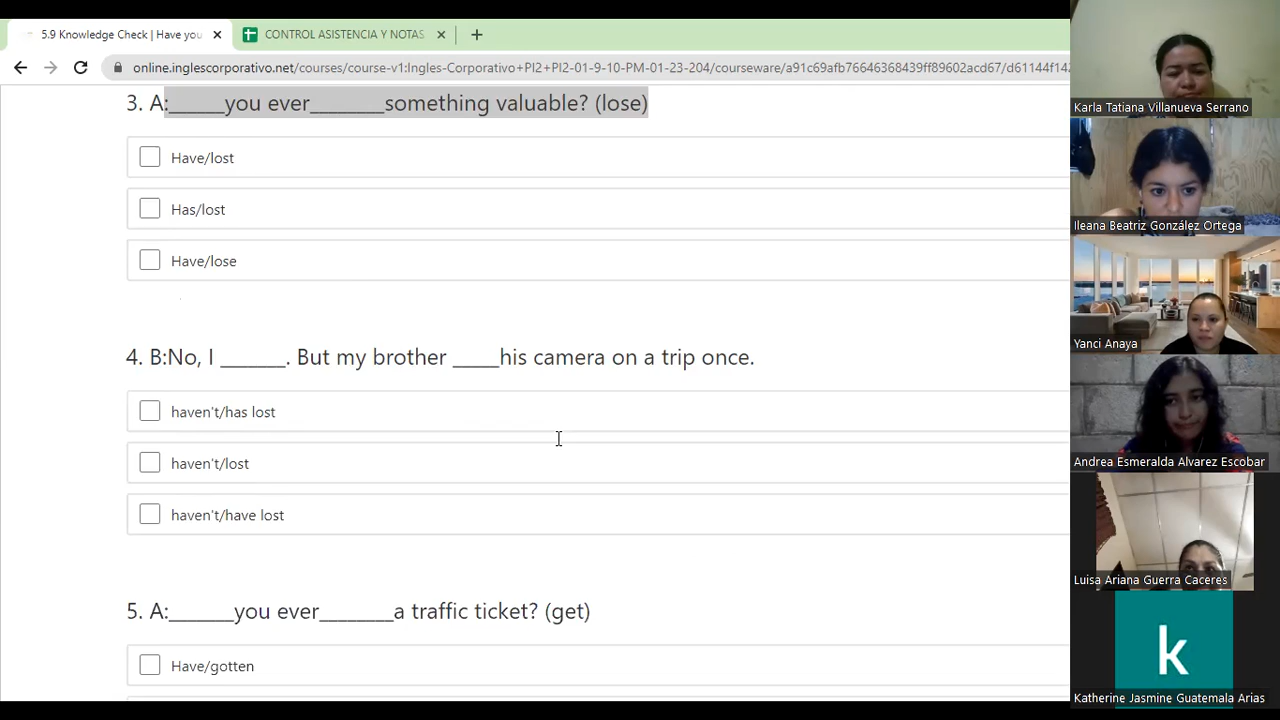 5.9 Knowledge Check | Have you
CONTROL ASISTENCIA Y NOTAS
online.inglescorporativo.net/courses/course-v1:Ingles-Corporativo+PI2+PI2-01-9-10-PM-01-23-204/courseware/a91c69afb76646368439ff89602acd67/d61144f142
3. A:______you ever________something valuable? (lose)
Have/lost
Has/lost
Have/lose
4. B:No, I _______. But my brother _____his camera on a trip once.
haven't/has lost
haven't/lost
haven't/have lost
5. A:_______you ever________a traffic ticket? (get)
Have/gotten
Karla Tatiana Villanueva Serrano
Ileana Beatriz González Ortega
Yanci Anaya
Andrea Esmeralda Alvarez Escobar
Luisa Ariana Guerra Caceres
k
Katherine Jasmine Guatemala Arias